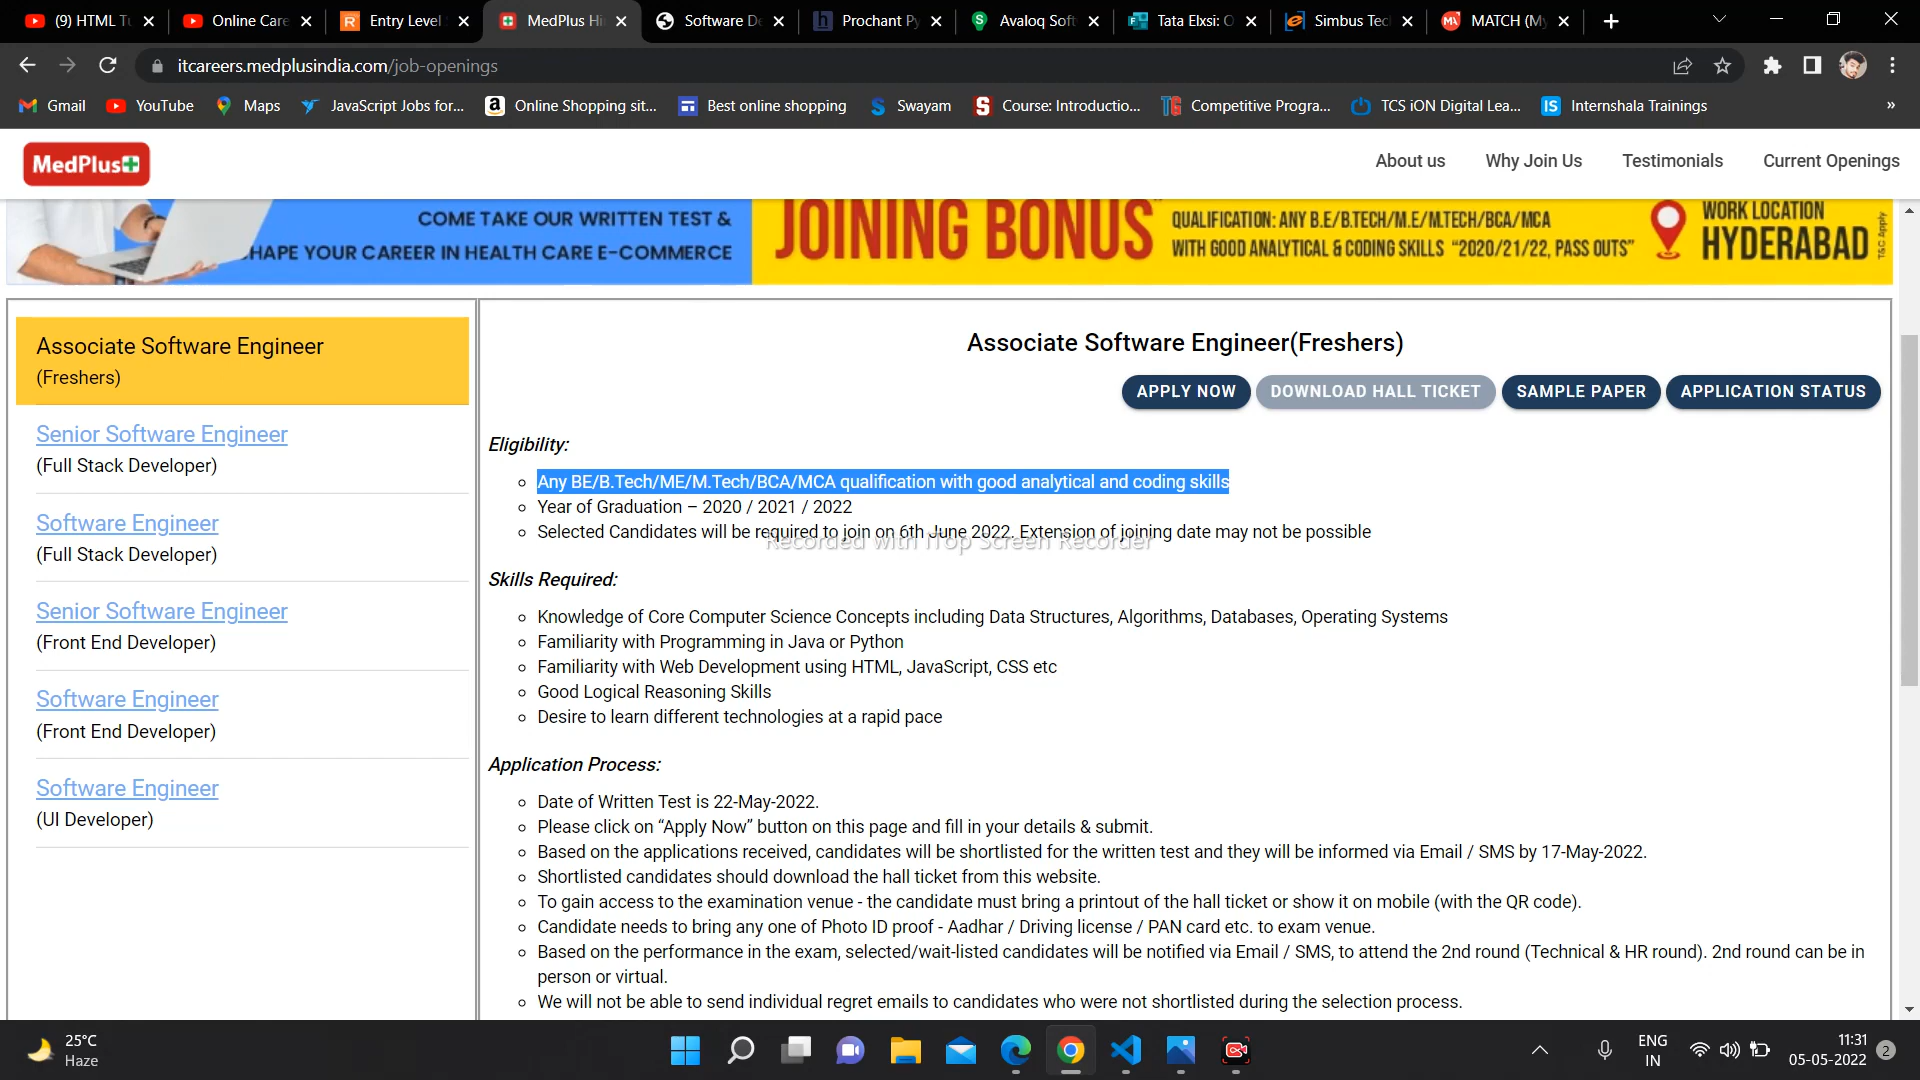 (9) HTML Tu
Online Care
Entry Level
MedPlus Hi
Software De
Prochant Py
Avaloq Soft
Tata Elxsi: O
Simbus Tec
MATCH (My
itcareers.medplusindia.com/job-openings
Gmail
YouTube
Maps
JavaScript Jobs for...
Online Shopping sit...
Best online shopping
Swayam
Course: Introductio...
Competitive Progra...
TCS iON Digital Lea...
Internshala Trainings
MedPlus
About us
Why Join Us
Testimonials
Current Openings
COME TAKE OUR WRITTEN TEST &
HAPE YOUR CAREER IN HEALTH CARE E-COMMERCE
JOINING BONUS
QUALIFICATION: ANY B.E/B.TECH/M.E/M.TECH/BCA/MCA
WITH GOOD ANALYTICAL & CODING SKILLS "2020/21/22, PASS OUTS"
WORK LOCATION
HYDERABAD
T&C Apply
Associate Software Engineer
(Freshers)
Senior Software Engineer
(Full Stack Developer)
Software Engineer
(Full Stack Developer)
Senior Software Engineer
(Front End Developer)
Software Engineer
(Front End Developer)
Software Engineer
(UI Developer)
Associate Software Engineer(Freshers)
APPLY NOW
DOWNLOAD HALL TICKET
SAMPLE PAPER
APPLICATION STATUS
Eligibility:
Any BE/B.Tech/ME/M.Tech/BCA/MCA qualification with good analytical and coding skills
Year of Graduation – 2020 / 2021 / 2022
Selected Candidates will be required to join on 6th June 2022. Extension of joining date may not be possible
Recorded with iTop Screen Recorder
Skills Required:
Knowledge of Core Computer Science Concepts including Data Structures, Algorithms, Databases, Operating Systems
Familiarity with Programming in Java or Python
Familiarity with Web Development using HTML, JavaScript, CSS etc
Good Logical Reasoning Skills
Desire to learn different technologies at a rapid pace
Application Process:
Date of Written Test is 22-May-2022.
Please click on “Apply Now” button on this page and fill in your details & submit.
Based on the applications received, candidates will be shortlisted for the written test and they will be informed via Email / SMS by 17-May-2022.
Shortlisted candidates should download the hall ticket from this website.
To gain access to the examination venue - the candidate must bring a printout of the hall ticket or show it on mobile (with the QR code).
Candidate needs to bring any one of Photo ID proof - Aadhar / Driving license / PAN card etc. to exam venue.
Based on the performance in the exam, selected/wait-listed candidates will be notified via Email / SMS, to attend the 2nd round (Technical & HR round). 2nd round can be in
person or virtual.
We will not be able to send individual regret emails to candidates who were not shortlisted during the selection process.
25°C
Haze
ENG
IN
11:31
05-05-2022
2